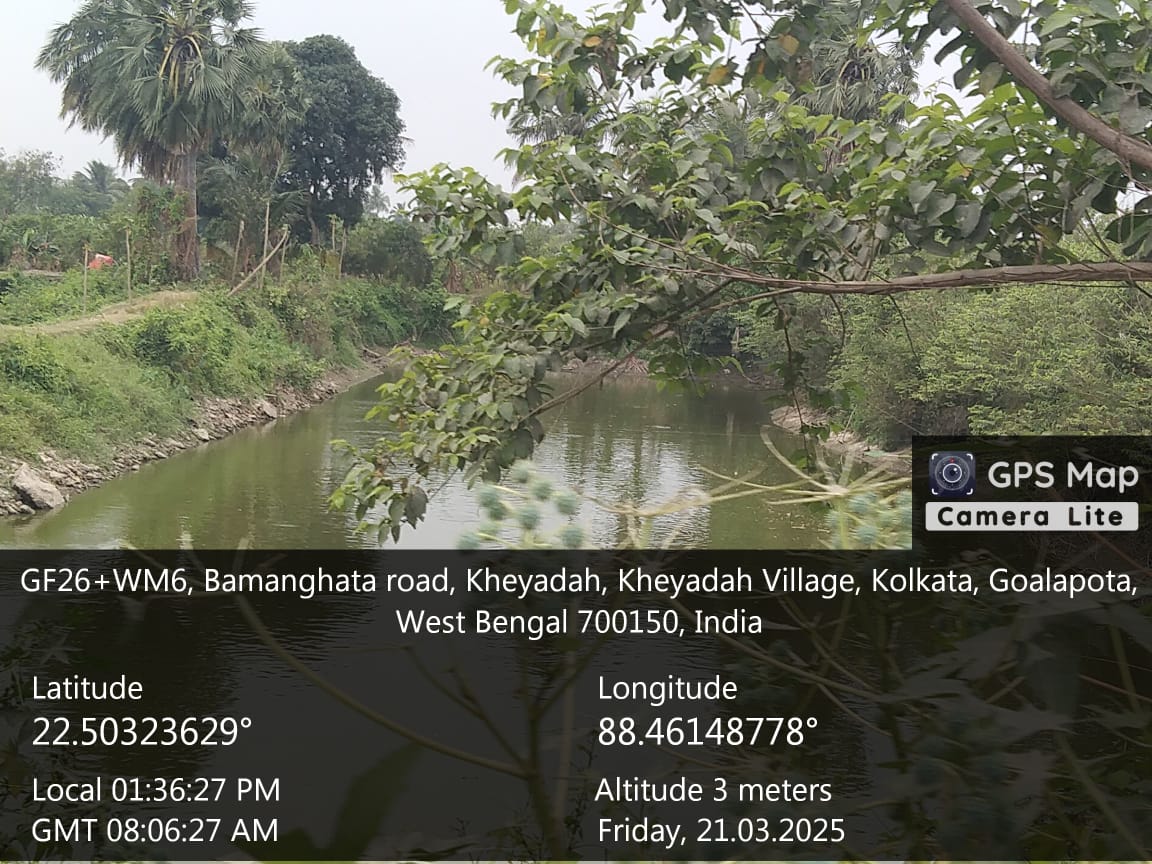 GPS Map
Camera Lite
GF26+WM6, Bamanghata road, Kheyadah, Kheyadah Village, Kolkata, Goalapota,
West Bengal 700150, India
Latitude
22.50323629°
Longitude
88.46148778°
Local 01:36:27 PM
GMT 08:06:27 AM
Altitude 3 meters
Friday, 21.03.2025